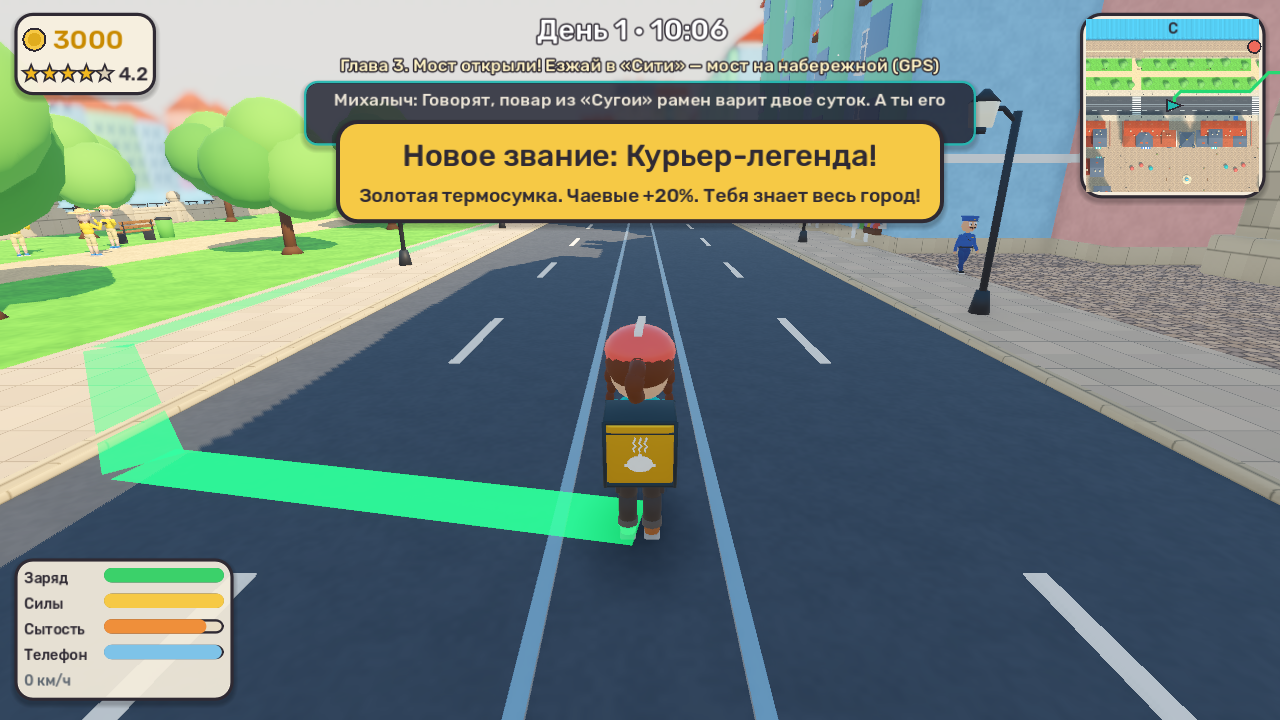 3000
4.2
День 1 • 10:06
Глава 3. Мост открыли! Езжай в «Сити» — мост на набережной (GPS)
Михалыч: Говорят, повар из «Сугои» рамен варит двое суток. А ты его
Новое звание: Курьер-легенда!
Золотая термосумка. Чаевые +20%. Тебя знает весь город!
С
Заряд
Силы
Сытость
Телефон
0 км/ч